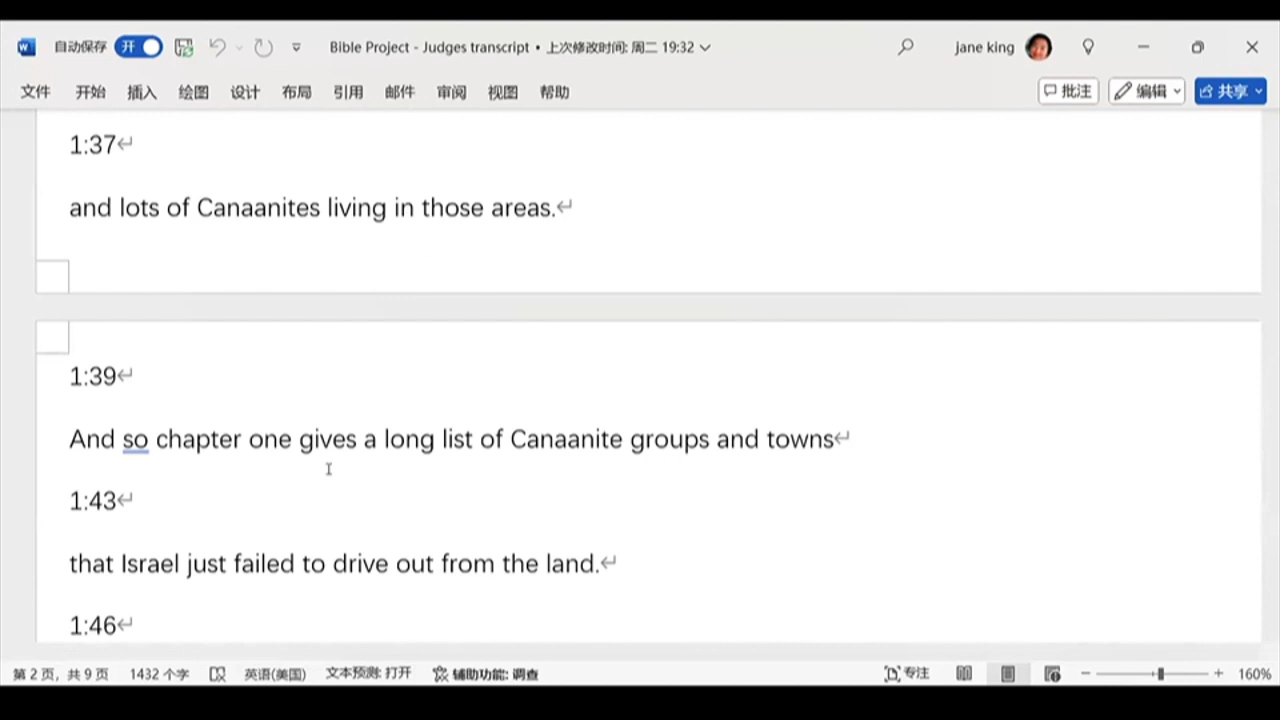 自动保存 开 Bible Project - Judges transcript • 上次修改时间: 周二 19:32 jane king
文件 开始 插入 绘图 设计 布局 引用 邮件 审阅 视图 帮助 批注 编辑 共享
1:37
and lots of Canaanites living in those areas.
1:39
And so chapter one gives a long list of Canaanite groups and towns
1:43
that Israel just failed to drive out from the land.
1:46
第 2 页, 共 9 页 1432 个字 英语(美国) 文本预测: 打开 辅助功能: 调查 专注 160%